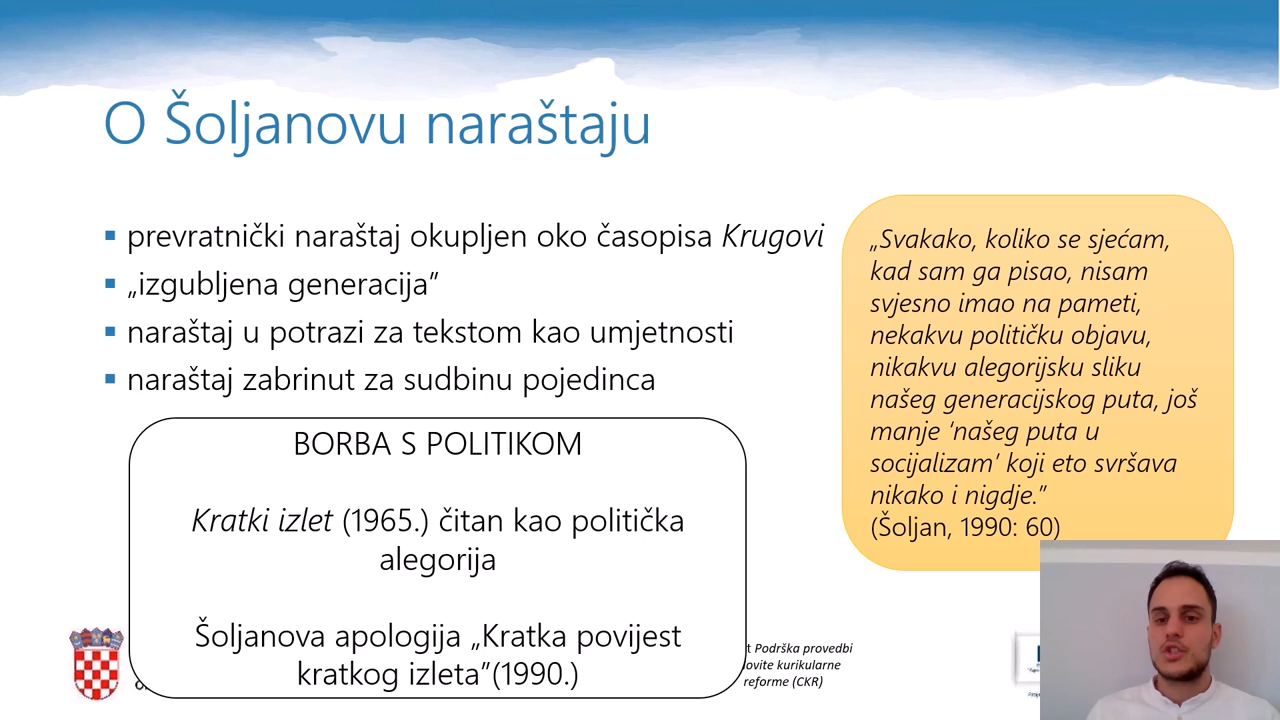 O Šoljanovu naraštaju
prevratnički naraštaj okupljen oko časopisa Krugovi
„izgubljena generacija”
naraštaj u potrazi za tekstom kao umjetnosti
naraštaj zabrinut za sudbinu pojedinca
BORBA S POLITIKOM
Kratki izlet (1965.) čitan kao politička
alegorija
Šoljanova apologija „Kratka povijest
kratkog izleta”(1990.)
„Svakako, koliko se sjećam,
kad sam ga pisao, nisam
svjesno imao na pameti,
nekakvu političku objavu,
nikakvu alegorijsku sliku
našeg generacijskog puta, još
manje ’našeg puta u
socijalizam’ koji eto svršava
nikako i nigdje.”
(Šoljan, 1990: 60)
t Podrška provedbi
ovite kurikularne
reforme (CKR)